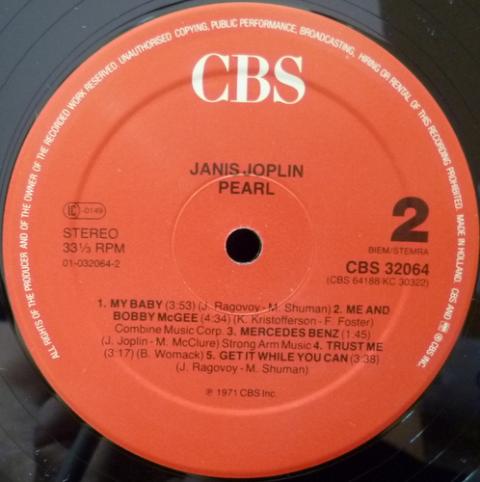 ALL RIGHTS OF THE PRODUCER AND OF THE OWNER OF THE RECORDED WORK RESERVED. UNAUTHORISED COPYING, PUBLIC PERFORMANCE, BROADCASTING, HIRING OR RENTAL OF THIS RECORDING PROHIBITED. MADE IN HOLLAND. CBS AND ARE ® CBS INC.
CBS
JANIS JOPLIN
PEARL
LC -0149
STEREO
33⅓ RPM
01-032064-2
2
BIEM/STEMRA
CBS 32064
(CBS 64188·KC 30322)
1. MY BABY (3:53) (J. Ragovoy - M. Shuman) 2. ME AND
BOBBY McGEE (4:34) (K. Kristofferson - F. Foster)
Combine Music Corp. 3. MERCEDES BENZ (1:45)
(J. Joplin - M. McClure) Strong Arm Music 4. TRUST ME
(3:17) (B. Womack) 5. GET IT WHILE YOU CAN (3:38)
(J. Ragovoy - M. Shuman)
℗ 1971 CBS Inc.